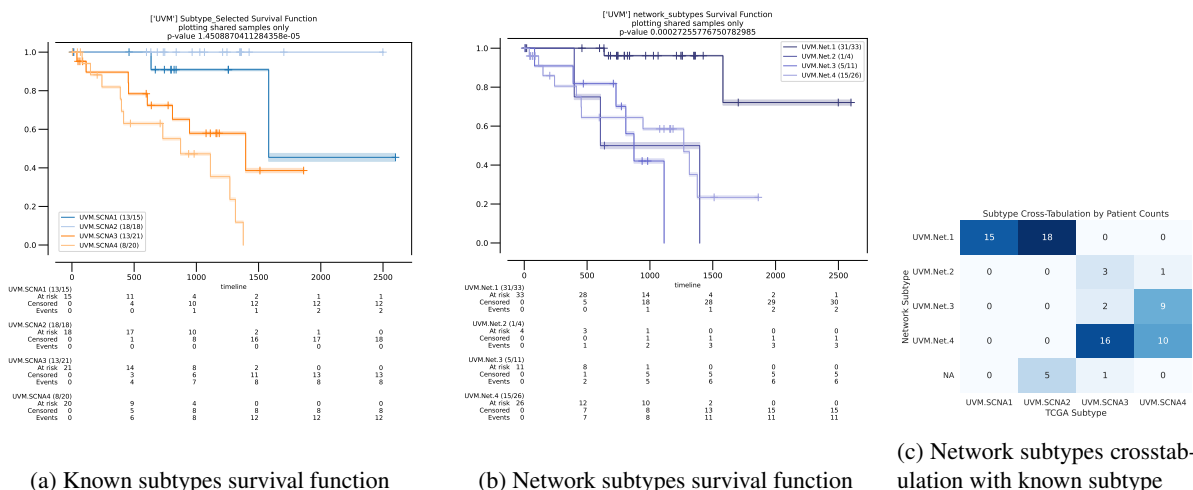 ['UVM'] Subtype_Selected Survival Function
plotting shared samples only
p-value 1.4508870411284358e-05
1.0
0.8
0.6
0.4
0.2
0.0
UVM.SCNA1 (13/15)
UVM.SCNA2 (18/18)
UVM.SCNA3 (13/21)
UVM.SCNA4 (8/20)
0 500 1000 1500 2000 2500
timeline
UVM.SCNA1 (13/15)
At risk 15 11 4 2 1 1
Censored 0 4 10 12 12 12
Events 0 0 1 1 2 2
UVM.SCNA2 (18/18)
At risk 18 17 10 2 1 0
Censored 0 1 8 16 17 18
Events 0 0 0 0 0 0
UVM.SCNA3 (13/21)
At risk 21 14 8 2 0 0
Censored 0 3 6 11 13 13
Events 0 4 7 8 8 8
UVM.SCNA4 (8/20)
At risk 20 9 4 0 0 0
Censored 0 5 8 8 8 8
Events 0 6 8 12 12 12
(a) Known subtypes survival function
['UVM'] network_subtypes Survival Function
plotting shared samples only
p-value 0.00027255776750782985
1.0
0.8
0.6
0.4
0.2
0.0
UVM.Net.1 (31/33)
UVM.Net.2 (1/4)
UVM.Net.3 (5/11)
UVM.Net.4 (15/26)
0 500 1000 1500 2000 2500
timeline
UVM.Net.1 (31/33)
At risk 33 28 14 4 2 1
Censored 0 5 18 28 29 30
Events 0 0 1 1 2 2
UVM.Net.2 (1/4)
At risk 4 3 1 0 0 0
Censored 0 0 1 1 1 1
Events 0 1 2 3 3 3
UVM.Net.3 (5/11)
At risk 11 8 1 0 0 0
Censored 0 1 5 5 5 5
Events 0 2 5 6 6 6
UVM.Net.4 (15/26)
At risk 26 12 10 2 0 0
Censored 0 7 8 13 15 15
Events 0 7 8 11 11 11
(b) Network subtypes survival function
Subtype Cross-Tabulation by Patient Counts
Network Subtype
UVM.Net.1 15 18 0 0
UVM.Net.2 0 0 3 1
UVM.Net.3 0 0 2 9
UVM.Net.4 0 0 16 10
NA 0 5 1 0
UVM.SCNA1 UVM.SCNA2 UVM.SCNA3 UVM.SCNA4
TCGA Subtype
(c) Network subtypes crosstab-
ulation with known subtype